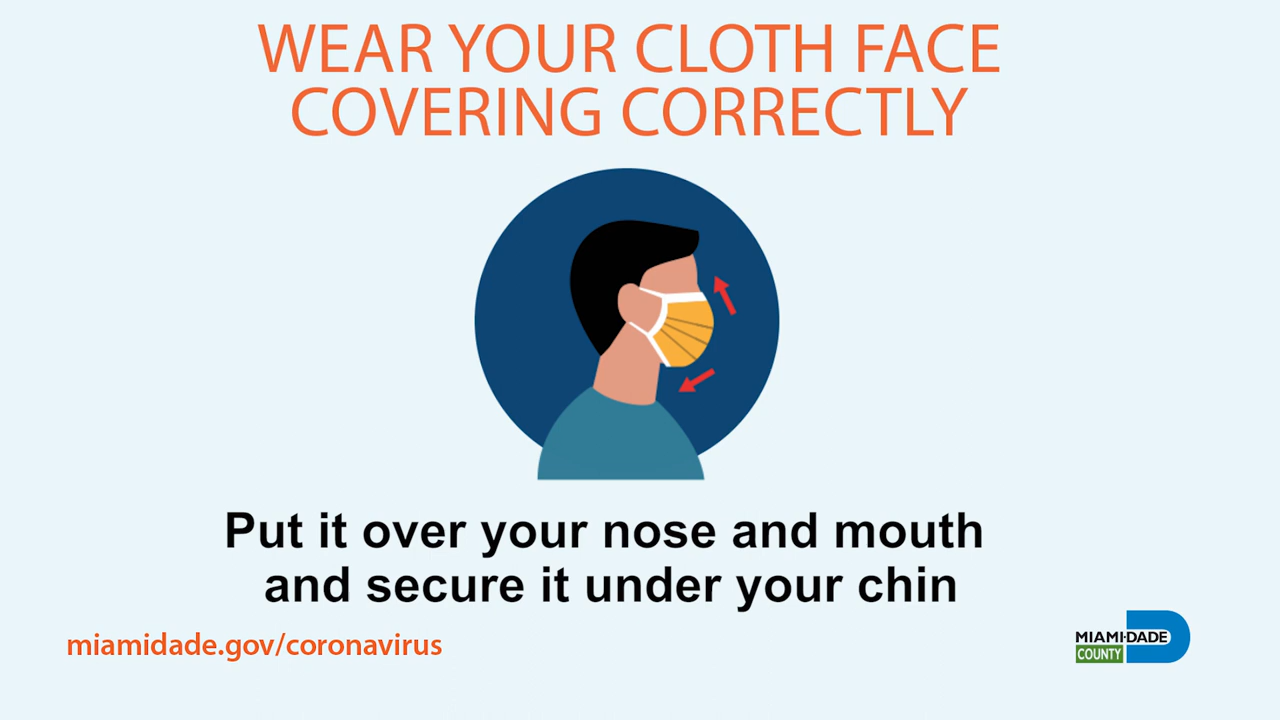 WEAR YOUR CLOTH FACE
COVERING CORRECTLY
Put it over your nose and mouth
and secure it under your chin
miamidade.gov/coronavirus
MIAMI-DADE
COUNTY